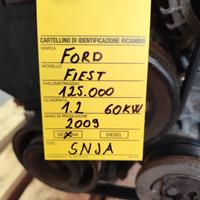 CARTELLINO DI IDENTIFICAZIONE RICAMBIO
MARCA
FORD
MODELLO
FIEST
CHILOMETRAGGIO
125.000
CILINDRATA
1.2 60KW
ANNO DI PRODUZIONE
2009
BENZINA DIESEL
COD.
SNJA